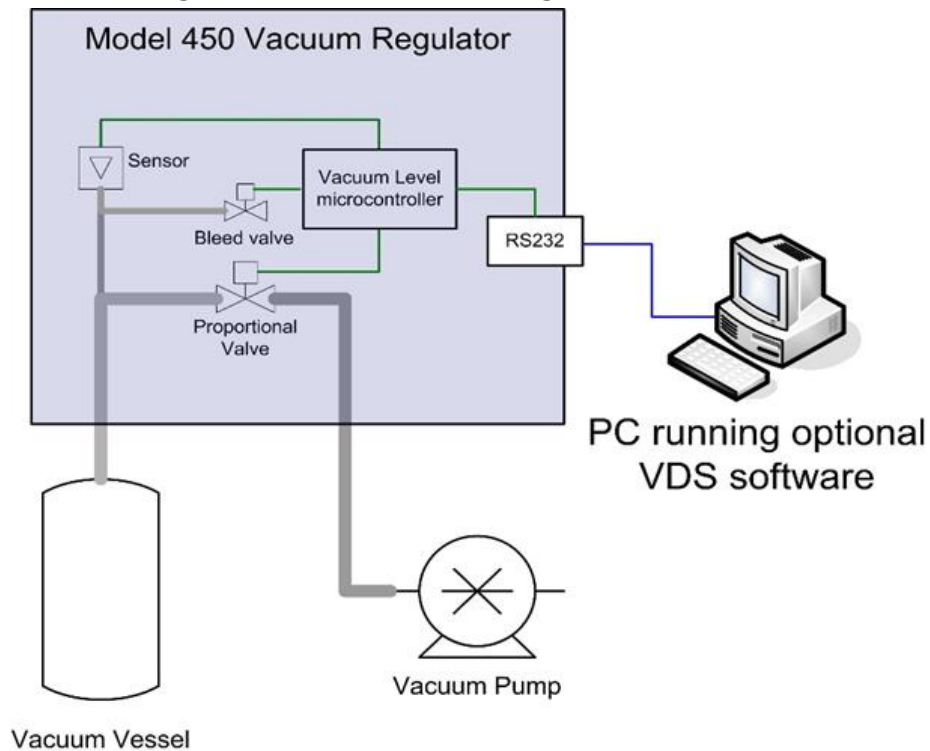 Model 450 Vacuum Regulator
Sensor
Vacuum Level
microcontroller
Bleed valve
RS232
Proportional
Valve
PC running optional
VDS software
Vacuum Pump
Vacuum Vessel